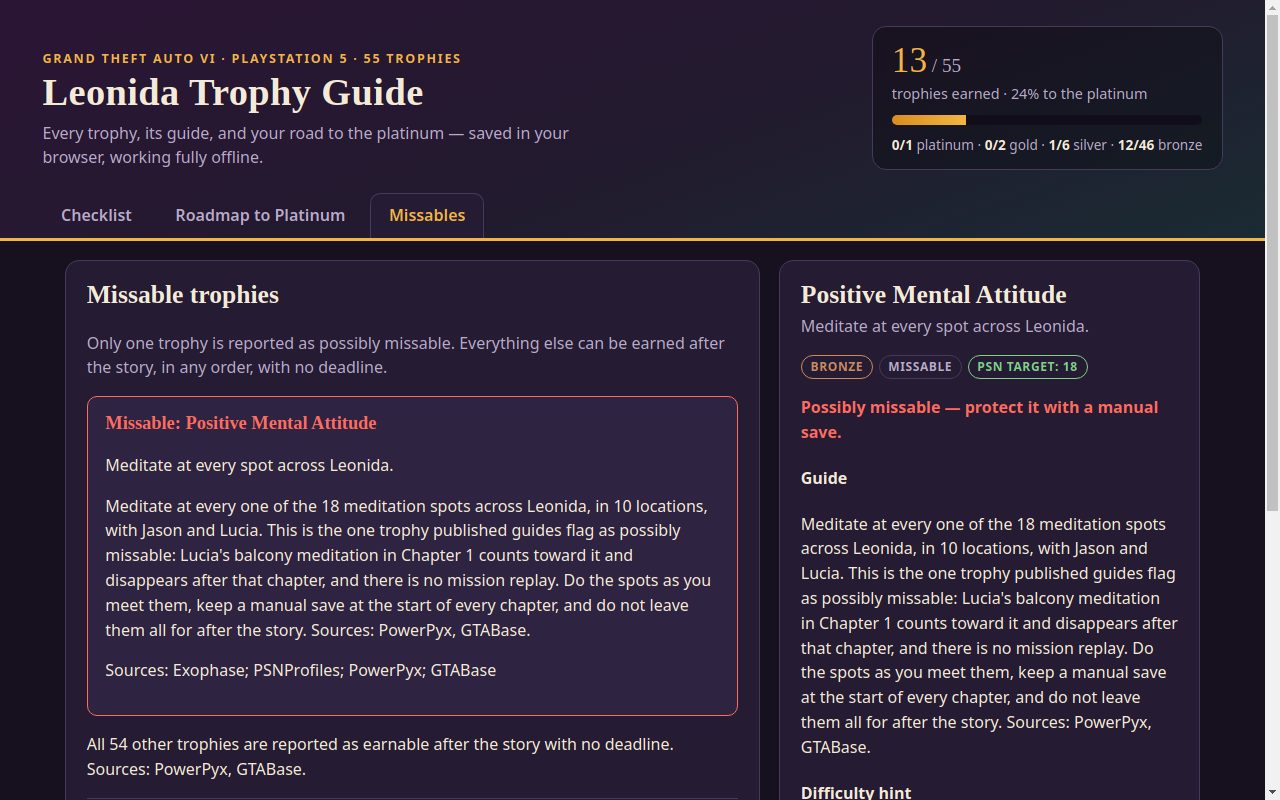 GRAND THEFT AUTO VI · PLAYSTATION 5 · 55 TROPHIES
Leonida Trophy Guide
Every trophy, its guide, and your road to the platinum — saved in your
browser, working fully offline.
13 / 55
trophies earned · 24% to the platinum
0/1 platinum · 0/2 gold · 1/6 silver · 12/46 bronze
Checklist
Roadmap to Platinum
Missables
Missable trophies
Only one trophy is reported as possibly missable. Everything else can be earned after
the story, in any order, with no deadline.
Missable: Positive Mental Attitude
Meditate at every spot across Leonida.
Meditate at every one of the 18 meditation spots across Leonida, in 10 locations,
with Jason and Lucia. This is the one trophy published guides flag as possibly
missable: Lucia's balcony meditation in Chapter 1 counts toward it and
disappears after that chapter, and there is no mission replay. Do the spots as you
meet them, keep a manual save at the start of every chapter, and do not leave
them all for after the story. Sources: PowerPyx, GTABase.
Sources: Exophase; PSNProfiles; PowerPyx; GTABase
All 54 other trophies are reported as earnable after the story with no deadline.
Sources: PowerPyx, GTABase.
Positive Mental Attitude
Meditate at every spot across Leonida.
BRONZE
MISSABLE
PSN TARGET: 18
Possibly missable — protect it with a manual
save.
Guide
Meditate at every one of the 18 meditation spots
across Leonida, in 10 locations, with Jason and
Lucia. This is the one trophy published guides flag
as possibly missable: Lucia's balcony meditation
in Chapter 1 counts toward it and disappears after
that chapter, and there is no mission replay. Do
the spots as you meet them, keep a manual save
at the start of every chapter, and do not leave
them all for after the story. Sources: PowerPyx,
GTABase.
Difficulty hint